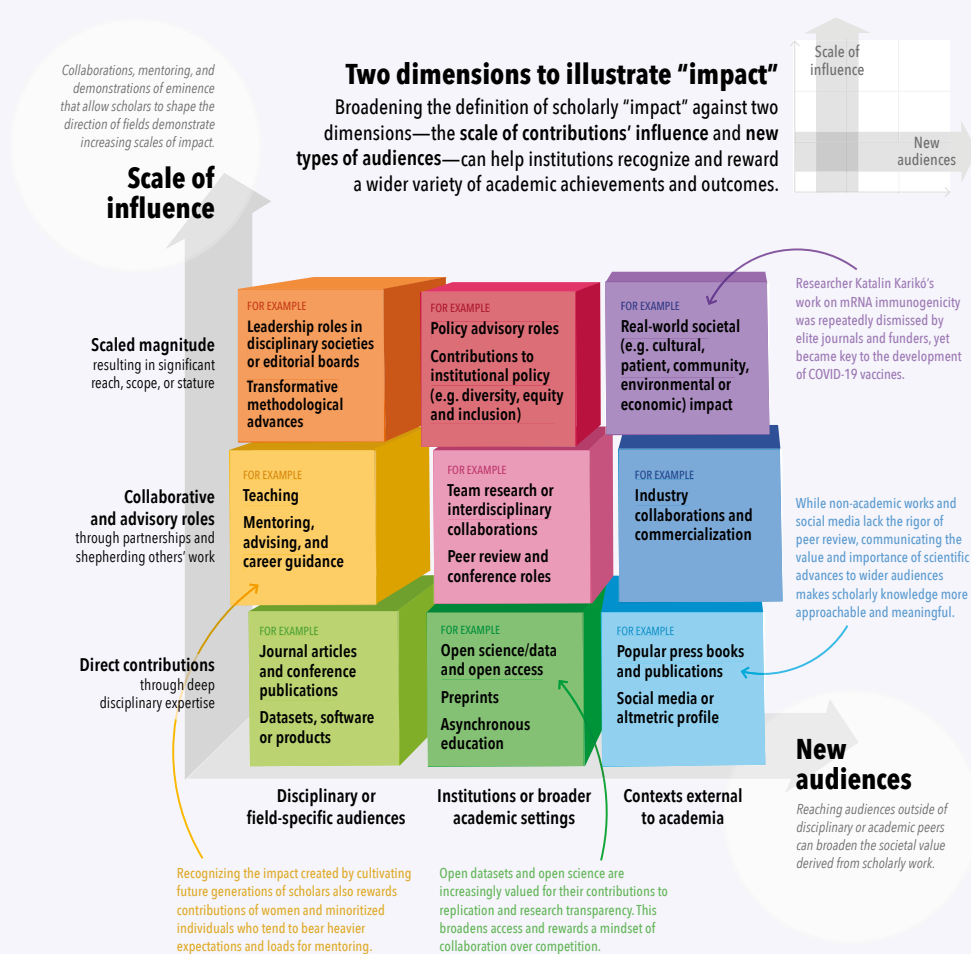 Collaborations, mentoring, and
demonstrations of eminence
that allow scholars to shape the
direction of fields demonstrate
increasing scales of impact.
Scale of
influence
Two dimensions to illustrate “impact”
Broadening the definition of scholarly “impact” against two
dimensions—the scale of contributions’ influence and new
types of audiences—can help institutions recognize and reward
a wider variety of academic achievements and outcomes.
Scale of
influence
New
audiences
Scaled magnitude
resulting in significant
reach, scope, or stature
FOR EXAMPLE
Leadership roles in
disciplinary societies
or editorial boards
Transformative
methodological
advances
FOR EXAMPLE
Policy advisory roles
Contributions to
institutional policy
(e.g. diversity, equity
and inclusion)
FOR EXAMPLE
Real-world societal
(e.g. cultural,
patient, community,
environmental or
economic) impact
Researcher Katalin Karikó’s
work on mRNA immunogenicity
was repeatedly dismissed by
elite journals and funders, yet
became key to the development
of COVID-19 vaccines.
Collaborative
and advisory roles
through partnerships and
shepherding others’ work
FOR EXAMPLE
Teaching
Mentoring,
advising, and
career guidance
FOR EXAMPLE
Team research or
interdisciplinary
collaborations
Peer review and
conference roles
FOR EXAMPLE
Industry
collaborations and
commercialization
While non-academic works and
social media lack the rigor of
peer review, communicating the
value and importance of scientific
advances to wider audiences
makes scholarly knowledge more
approachable and meaningful.
Direct contributions
through deep
disciplinary expertise
FOR EXAMPLE
Journal articles
and conference
publications
Datasets, software
or products
FOR EXAMPLE
Open science/data
and open access
Preprints
Asynchronous
education
FOR EXAMPLE
Popular press books
and publications
Social media or
altmetric profile
New
audiences
Reaching audiences outside of
disciplinary or academic peers
can broaden the societal value
derived from scholarly work.
Disciplinary or
field-specific audiences
Institutions or broader
academic settings
Contexts external
to academia
Recognizing the impact created by cultivating
future generations of scholars also rewards
contributions of women and minoritized
individuals who tend to bear heavier
expectations and loads for mentoring.
Open datasets and open science are
increasingly valued for their contributions to
replication and research transparency. This
broadens access and rewards a mindset of
collaboration over competition.